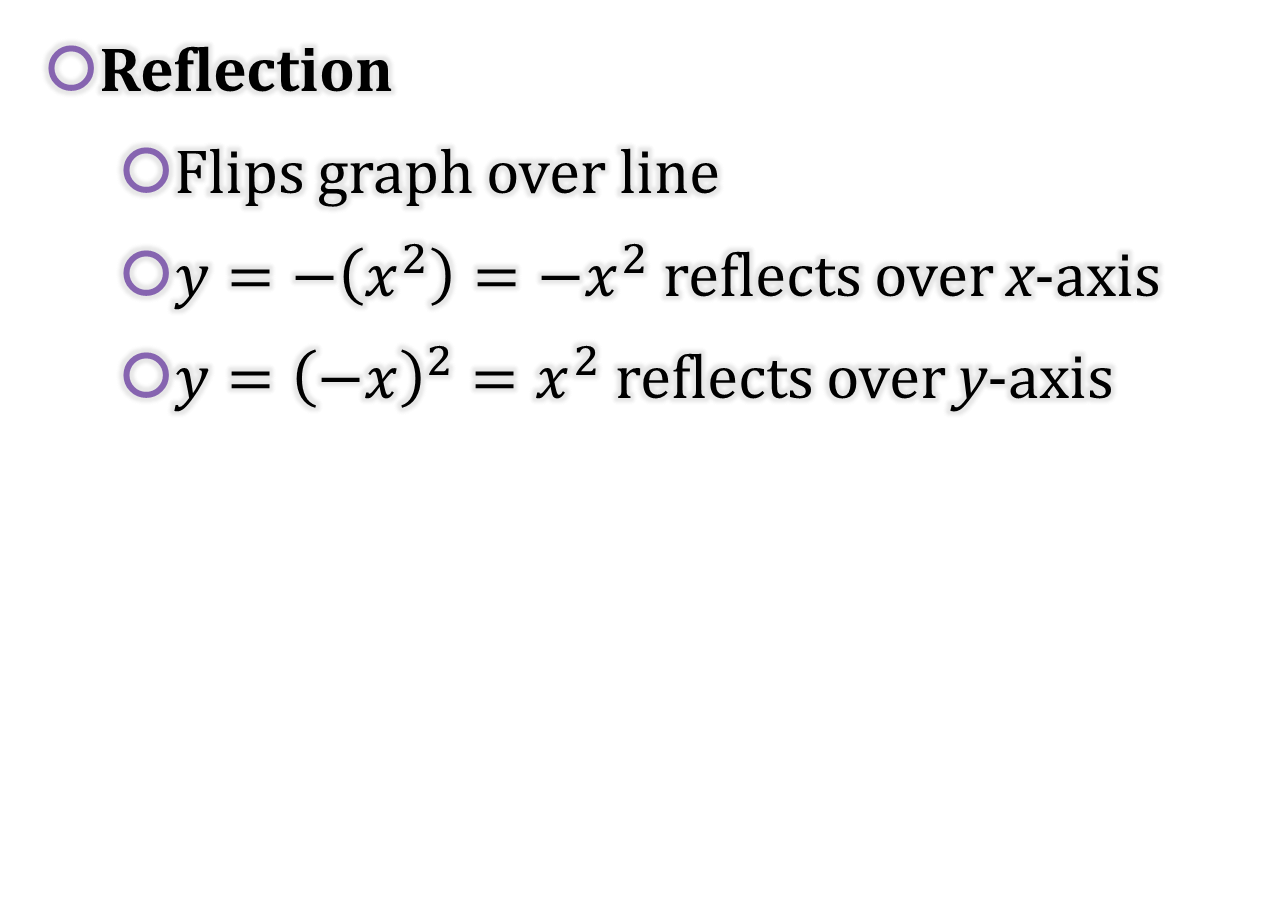 Reflection
Flips graph over line
y = −(x²) = −x² reflects over x-axis
y = (−x)² = x² reflects over y-axis